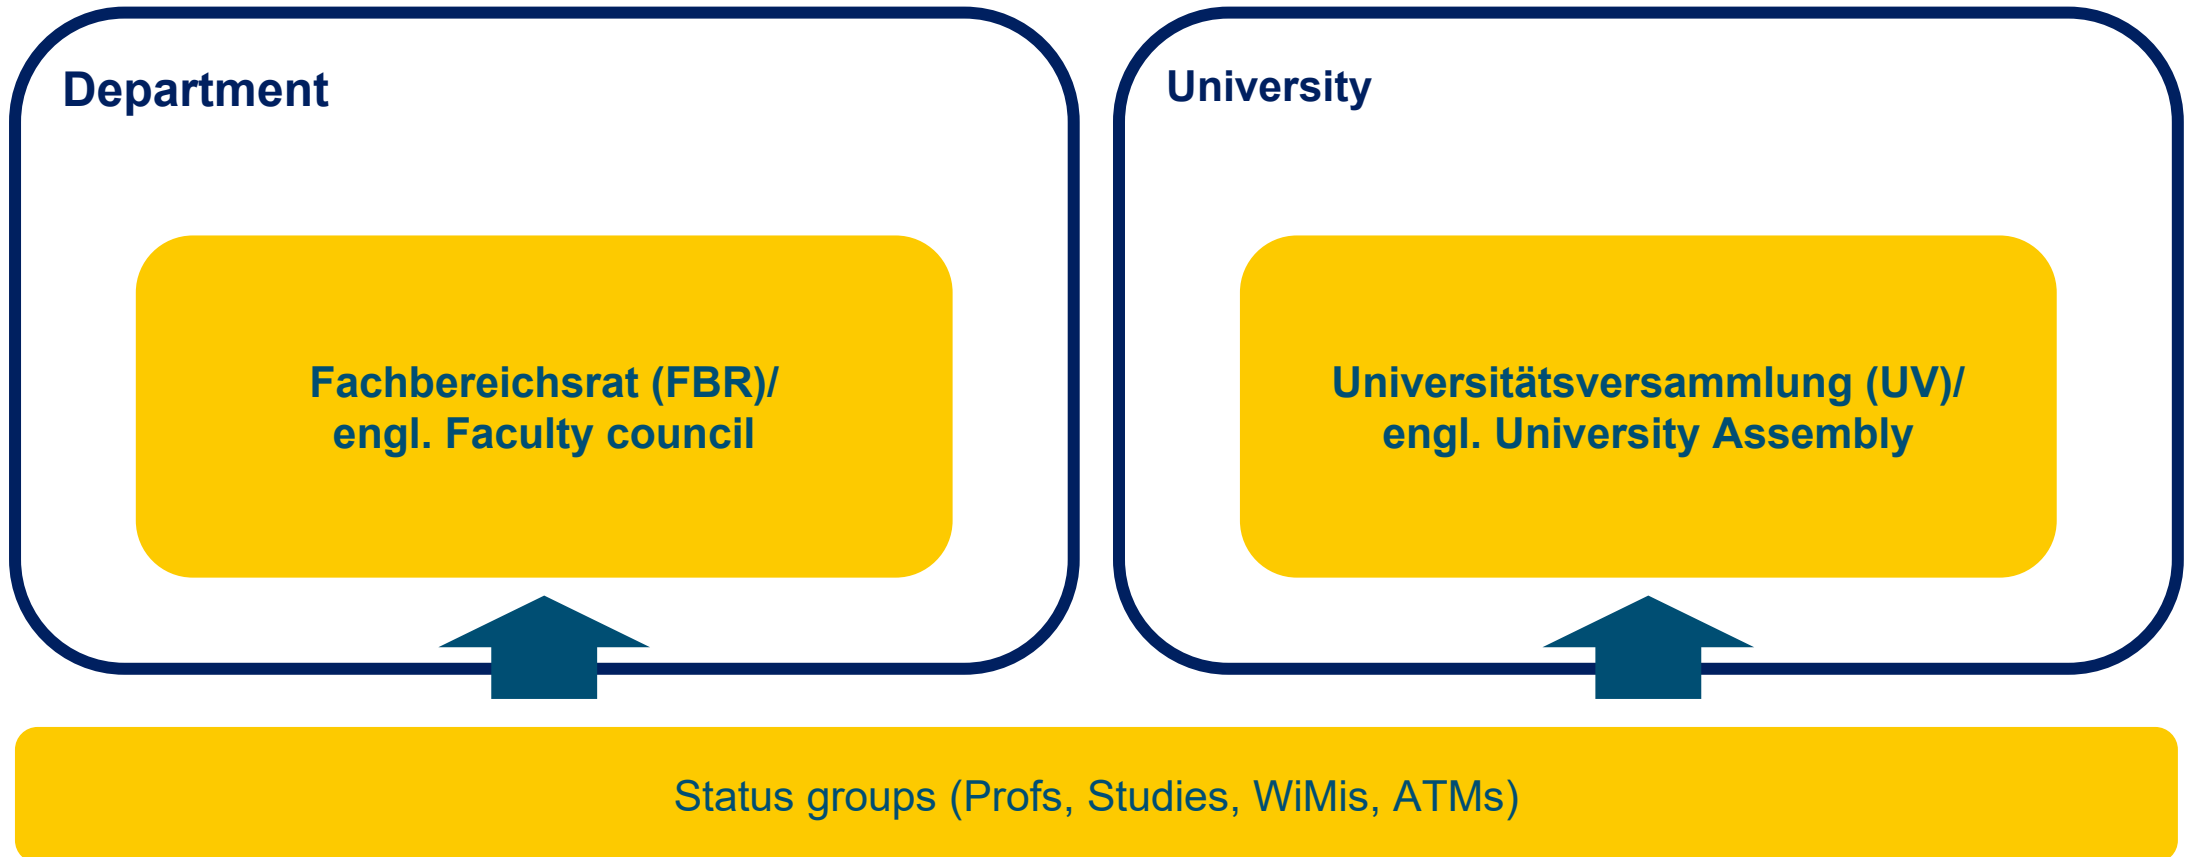 Department
Fachbereichsrat (FBR)/
engl. Faculty council
University
Universitätsversammlung (UV)/
engl. University Assembly
Status groups (Profs, Studies, WiMis, ATMs)